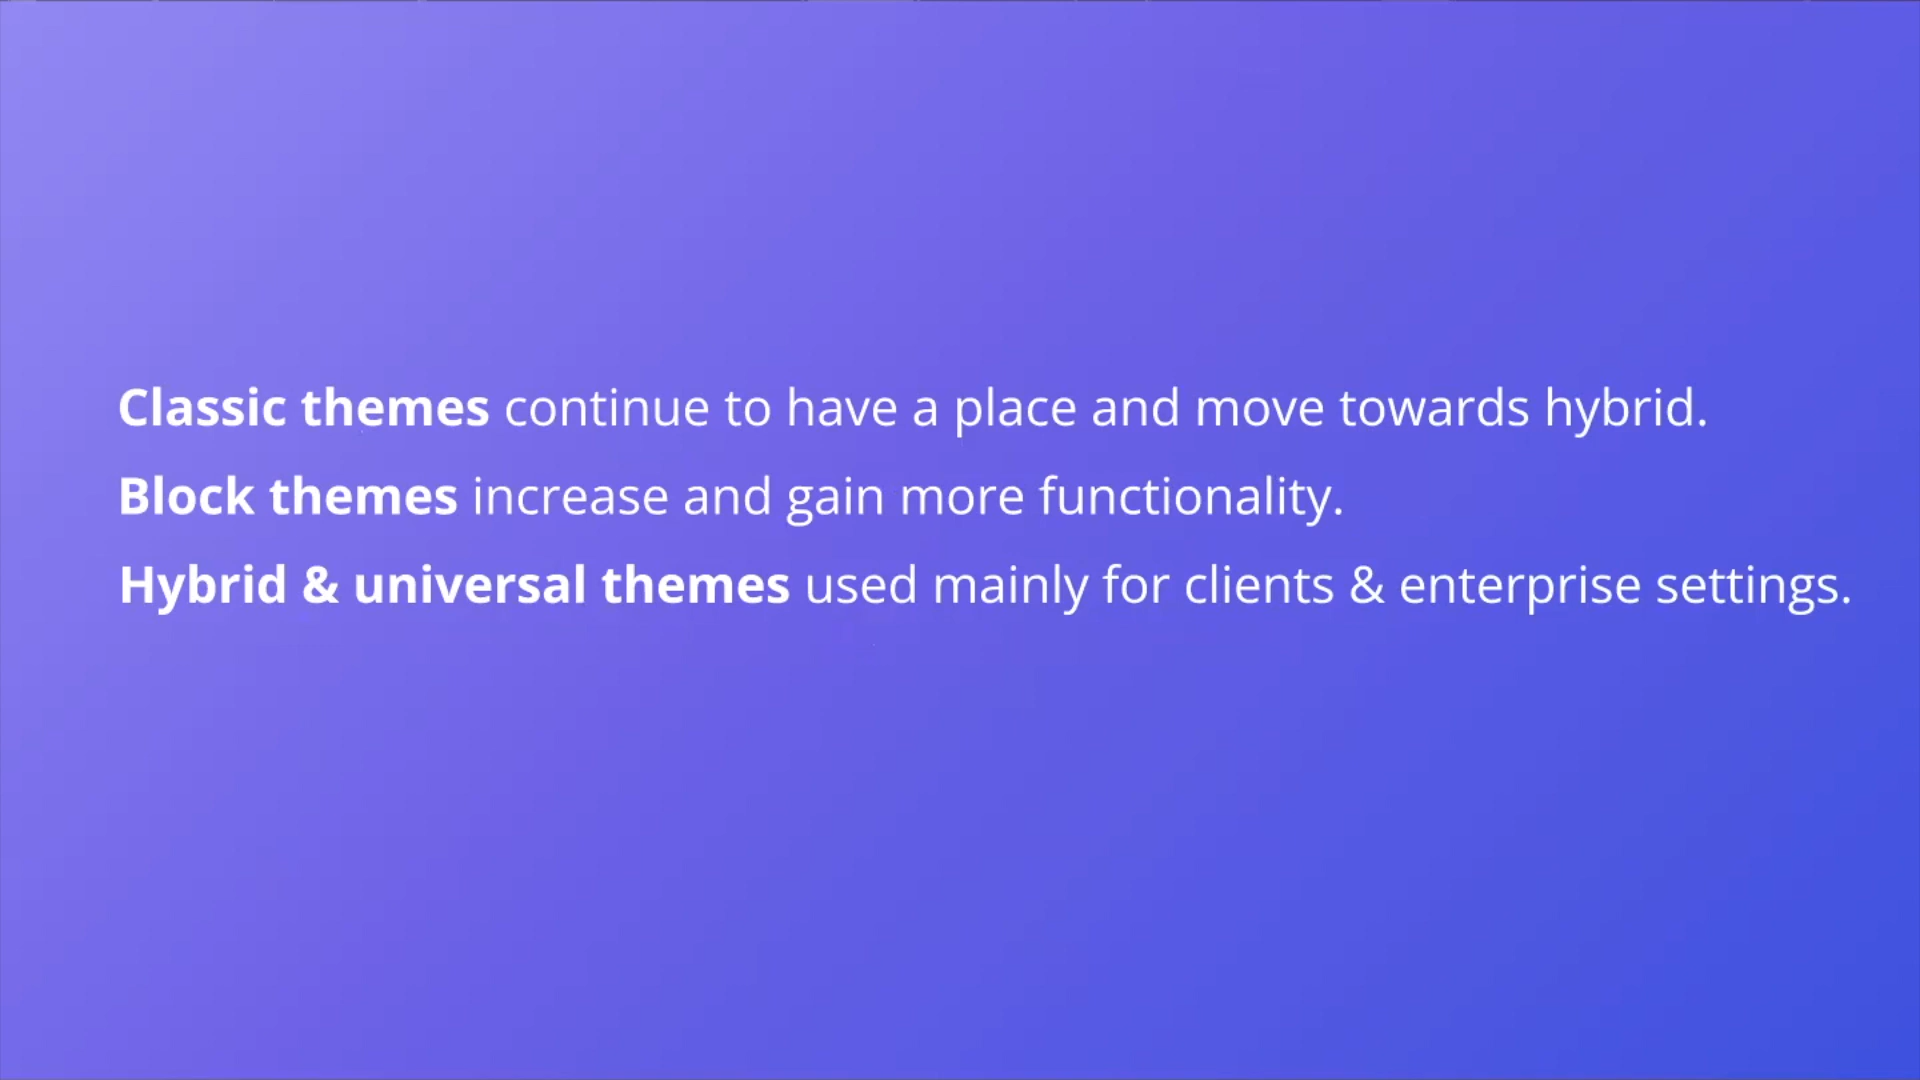 Classic themes continue to have a place and move towards hybrid.
Block themes increase and gain more functionality.
Hybrid & universal themes used mainly for clients & enterprise settings.